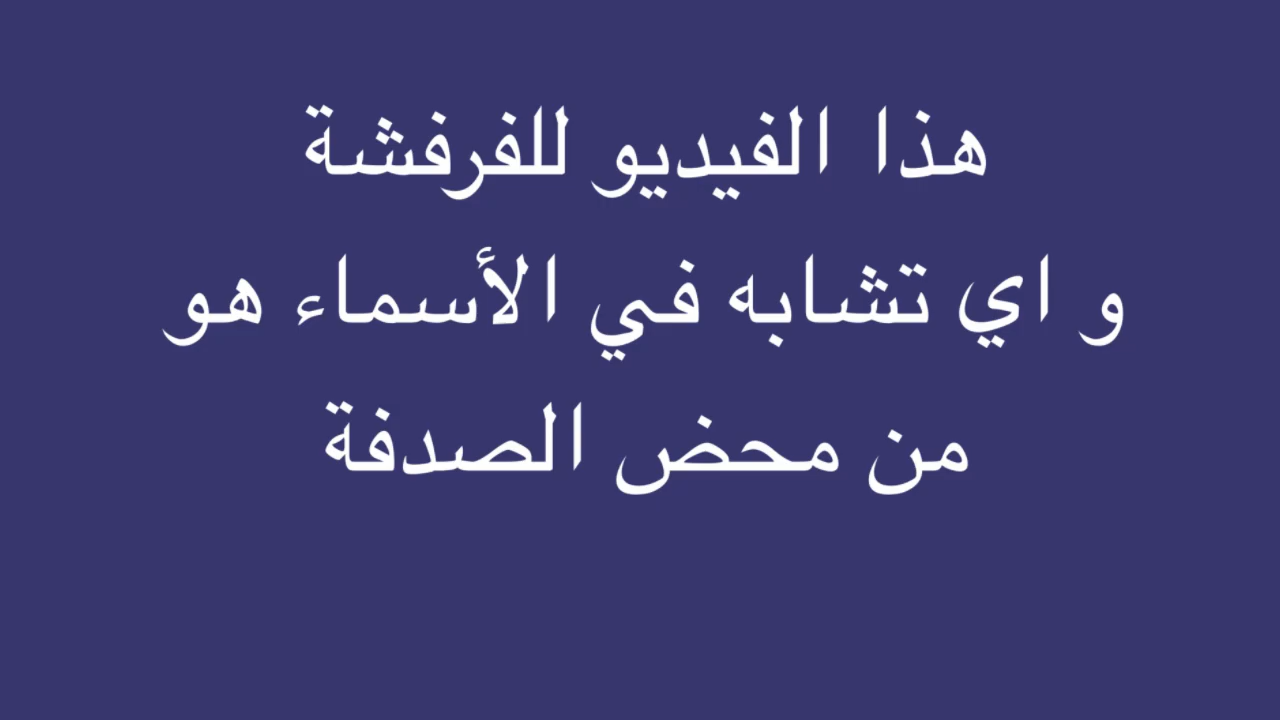 هذا الفيديو للفرفشة
و اي تشابه في الأسماء هو
من محض الصدفة